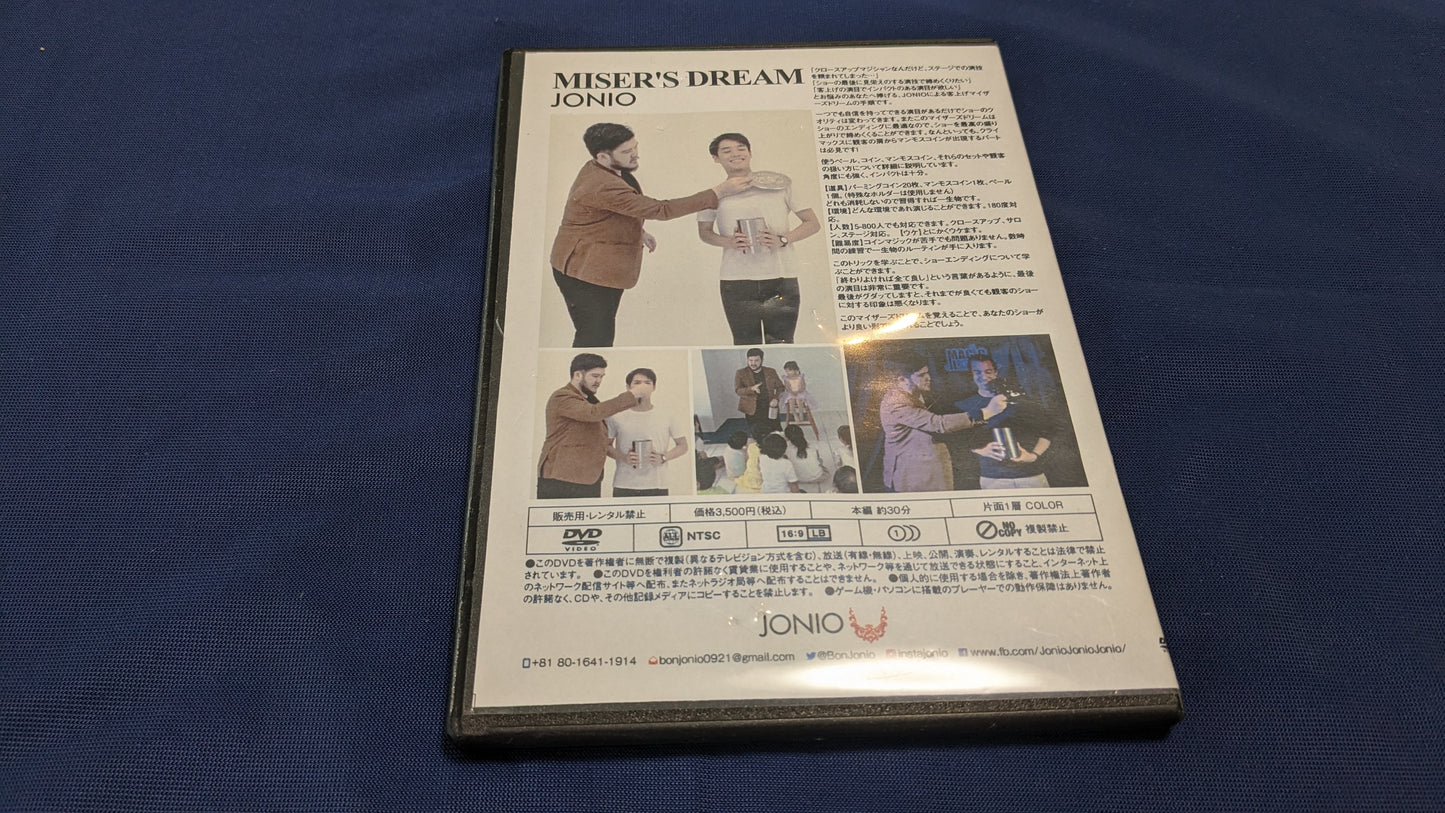 MISER'S DREAM
JONIO
「クロースアップマジシャンなんだけど、ステージでの演技
を頼まれてしまった…」
「ショーの最後に見栄えのする演技で締めくくりたい」
「客上げの演目でインパクトのある演目が欲しい」
とお悩みのあなたへ捧げる、JONIOによる客上げマイザ
ーズドリームの手順です。
一つでも自信を持ってできる演目があるだけでショーのク
オリティは変わってきます。またこのマイザーズドリームは
ショーのエンディングに最適なので、ショーを最高の盛り
上がりで締めくくることができます。なんといっても、クライ
マックスに観客の肩からマンモスコインが出現するパート
は必見です!
使うペール、コイン、マンモスコイン、それらのセットや観客
の扱い方について詳細に説明しています。
角度にも強く、インパクトは十分。
【道具】パーミングコイン20枚、マンモスコイン1枚、ペール
1個。(特殊なホルダーは使用しません)
どれも消耗しないので習得すれば一生物です。
【環境】どんな環境であれ演じることができます。180度対
応。
【人数】5-800人でも対応できます。クロースアップ、サロ
ン、ステージ対応。 【ウケ】とにかくウケます。
【難易度】コインマジックが苦手でも問題ありません。数時
間の練習で一生物のルーティンが手に入ります。
このトリックを学ぶことで、ショーエンディングについて学
ぶことができます。
「終わりよければ全て良し」という言葉があるように、最後
の演目は非常に重要です。
最後がグダッてしますと、それまでが良くても観客のショー
に対する印象は悪くなります。
このマイザーズドリームを覚えることで、あなたのショーが
より良い形で ることでしょう。
販売用・レンタル禁止 価格3,500円(税込) 本編 約30分 片面1層 COLOR
DVD VIDEO ALL NTSC 16:9 LB 1 NO COPY 複製禁止
●このDVDを著作権者に無断で複製(異なるテレビジョン方式を含む)、放送(有線・無線)、上映、公開、演奏、レンタルすることは法律で禁止
されています。 ●このDVDを権利者の許諾なく賃貸業に使用することや、ネットワーク等を通じて放送できる状態にすること、インターネット上
のネットワーク配信サイト等へ配布、またネットラジオ局等へ配布することはできません。 ●個人的に使用する場合を除き、著作権法上著作者
の許諾なく、CDや、その他記録メディアにコピーすることを禁止します。 ●ゲーム機・パソコンに搭載のプレーヤーでの動作保障はありません。
JONIO
+81 80-1641-1914 bonjonio0921@gmail.com @BonJonio instajonio www.fb.com/JonioJonioJonio/